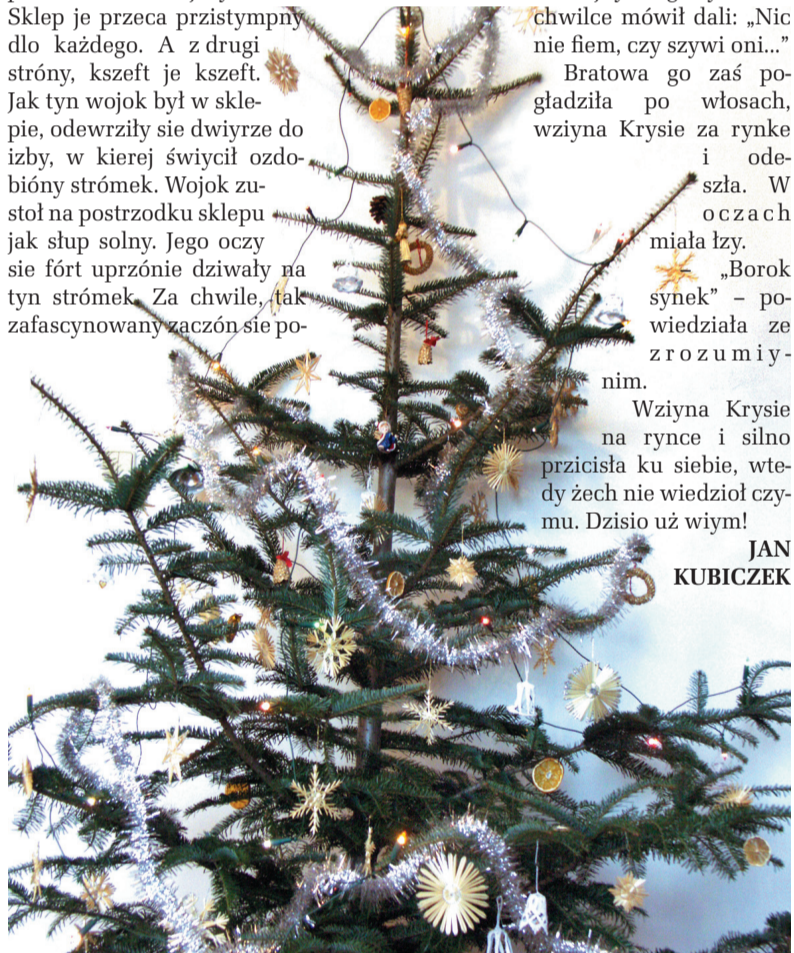 Sklep je przeca przistympny
dlo każdego. A z drugi
stróny, kszeft je kszeft.
Jak tyn wojok był w skle-
pie, odewrziły sie dwiyrze do
izby, w kierej świycił ozdo-
bióny strómek. Wojok zu-
stoł na postrzodku sklepu
jak słup solny. Jego oczy
sie fórt uprzónie dziwały na
tyn strómek. Za chwile, tak
zafascynowany zaczón sie po-
chwilce mówił dali: „Nic
nie fiem, czy szywi oni...”
Bratowa go zaś po-
gładziła po włosach,
wziyna Krysie za rynke
i ode-
szła. W
oczach
miała łzy.
„Borok
synek” – po-
wiedziała ze
zrozumiy-
nim.
Wziyna Krysie
na rynce i silno
przicisła ku siebie, wte-
dy żech nie wiedzioł czy-
mu. Dzisio uż wiym!
JAN
KUBICZEK